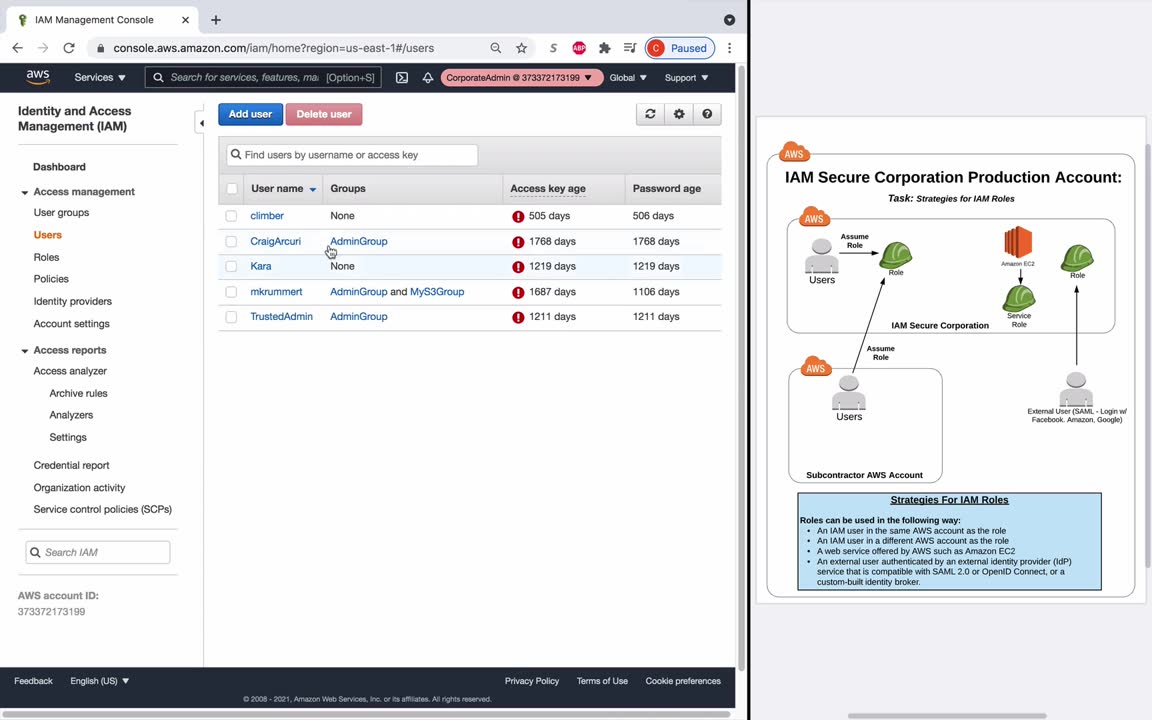 IAM Management Console
console.aws.amazon.com/iam/home?region=us-east-1#/users
S
ABP
C Paused
aws
Services
Search for services, features, mai [Option+S]
CorporateAdmin @ 373372173199
Global
Support
Identity and Access
Management (IAM)
Dashboard
Access management
User groups
Users
Roles
Policies
Identity providers
Account settings
Access reports
Access analyzer
Archive rules
Analyzers
Settings
Credential report
Organization activity
Service control policies (SCPs)
Search IAM
AWS account ID:
373372173199
Add user
Delete user
Find users by username or access key
User name Groups Access key age Password age
climber None 505 days 506 days
CraigArcuri AdminGroup 1768 days 1768 days
Kara None 1219 days 1219 days
mkrummert AdminGroup and MyS3Group 1687 days 1106 days
TrustedAdmin AdminGroup 1211 days 1211 days
Feedback
English (US)
Privacy Policy
Terms of Use
Cookie preferences
© 2008 - 2021, Amazon Web Services, Inc. or its affiliates. All rights reserved.
AWS
IAM Secure Corporation Production Account:
Task: Strategies for IAM Roles
AWS
Assume
Role
Users
Role
Amazon EC2
Service
Role
Role
IAM Secure Corporation
Assume
Role
AWS
Users
Subcontractor AWS Account
External User (SAML - Login w/
Facebook, Amazon, Google)
Strategies For IAM Roles
Roles can be used in the following way:
• An IAM user in the same AWS account as the role
• An IAM user in a different AWS account as the role
• A web service offered by AWS such as Amazon EC2
• An external user authenticated by an external identity provider (IdP)
service that is compatible with SAML 2.0 or OpenID Connect, or a
custom-built identity broker.